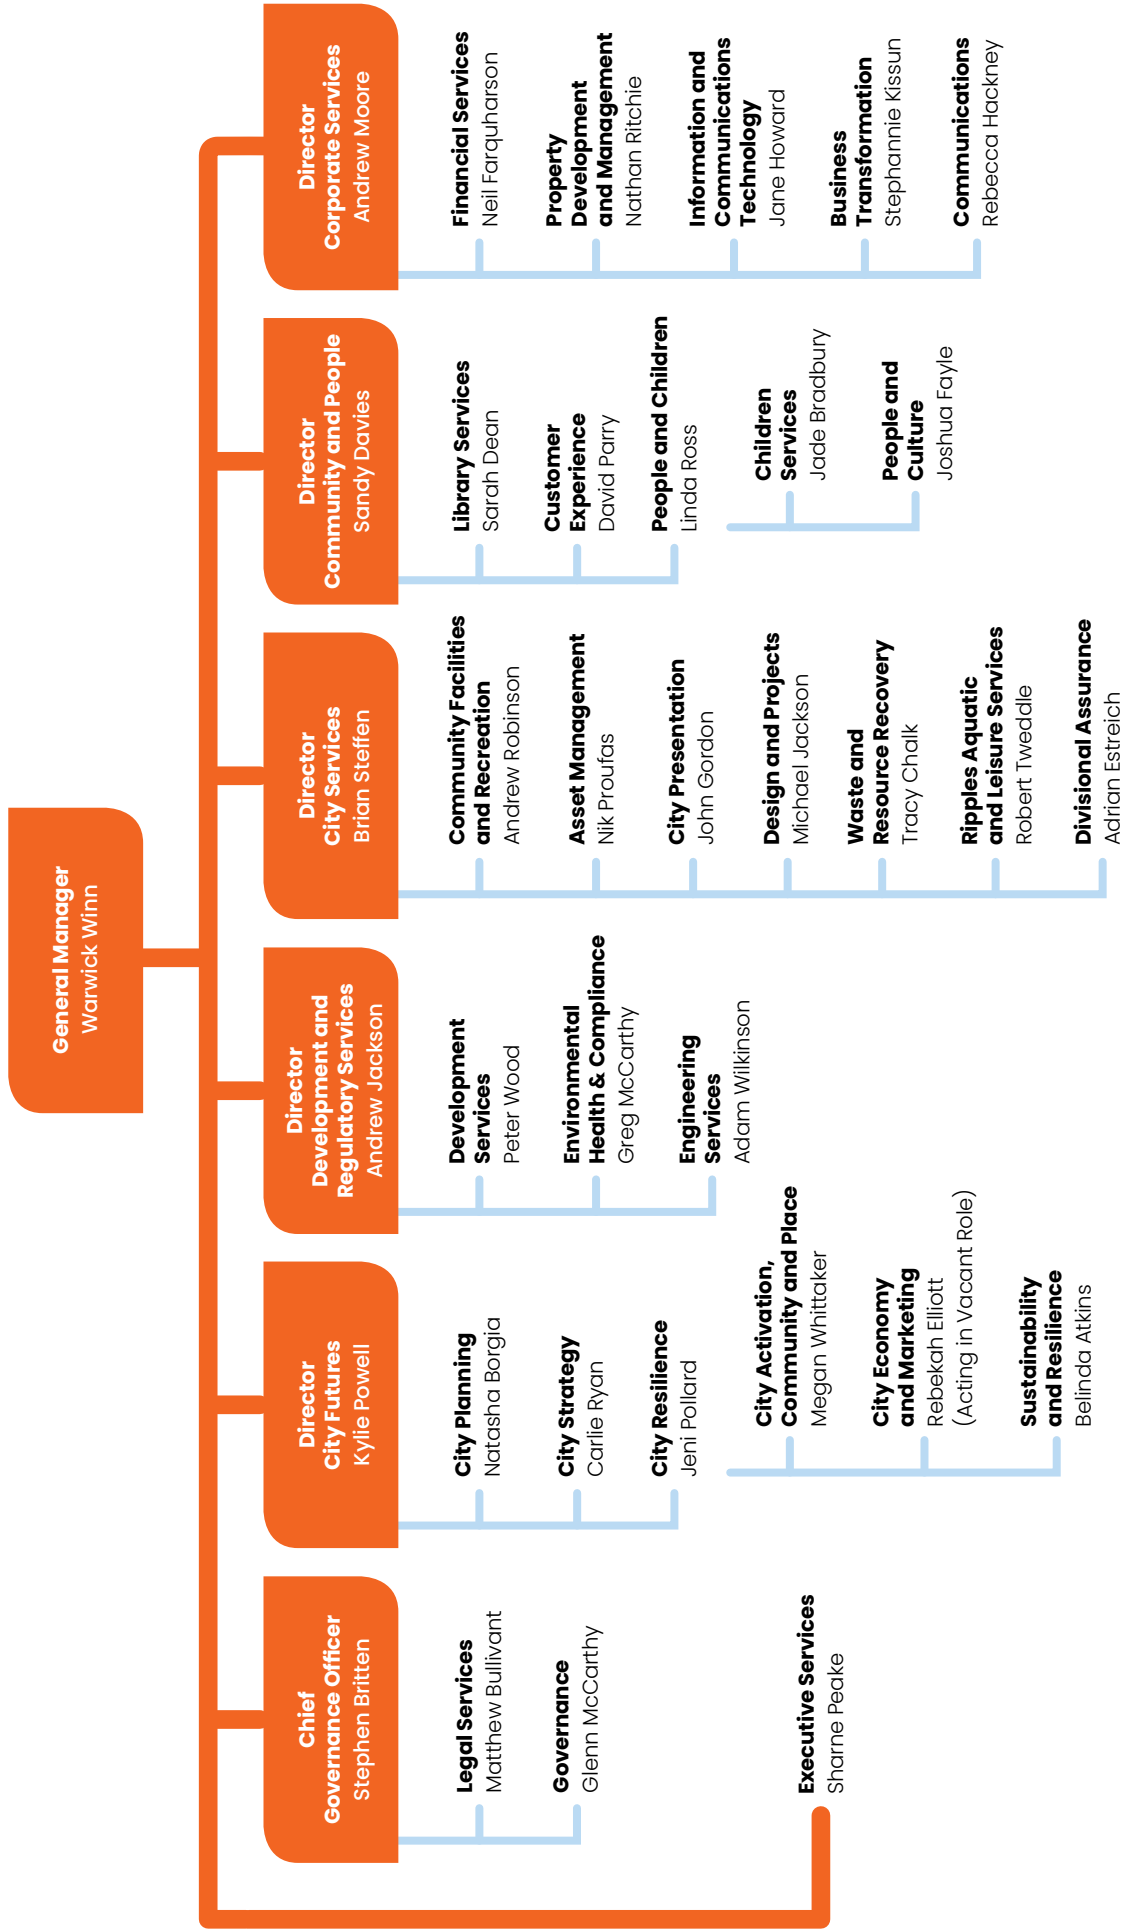 General Manager
Warwick Winn
Chief
Governance Officer
Stephen Britten
Legal Services
Matthew Bullivant
Governance
Glenn McCarthy
Executive Services
Sharne Peake
Director
City Futures
Kylie Powell
City Planning
Natasha Borgia
City Strategy
Carlie Ryan
City Resilience
Jeni Pollard
City Activation,
Community and Place
Megan Whittaker
City Economy
and Marketing
Rebekah Elliott
(Acting in Vacant Role)
Sustainability
and Resilience
Belinda Atkins
Director
Development and
Regulatory Services
Andrew Jackson
Development
Services
Peter Wood
Environmental
Health & Compliance
Greg McCarthy
Engineering
Services
Adam Wilkinson
Director
City Services
Brian Steffen
Community Facilities
and Recreation
Andrew Robinson
Asset Management
Nik Proufas
City Presentation
John Gordon
Design and Projects
Michael Jackson
Waste and
Resource Recovery
Tracy Chalk
Ripples Aquatic
and Leisure Services
Robert Tweddle
Divisional Assurance
Adrian Estreich
Director
Community and People
Sandy Davies
Library Services
Sarah Dean
Customer
Experience
David Parry
People and Children
Linda Ross
Children
Services
Jade Bradbury
People and
Culture
Joshua Fayle
Director
Corporate Services
Andrew Moore
Financial Services
Neil Farquharson
Property
Development
and Management
Nathan Ritchie
Information and
Communications
Technology
Jane Howard
Business
Transformation
Stephannie Kissun
Communications
Rebecca Hackney